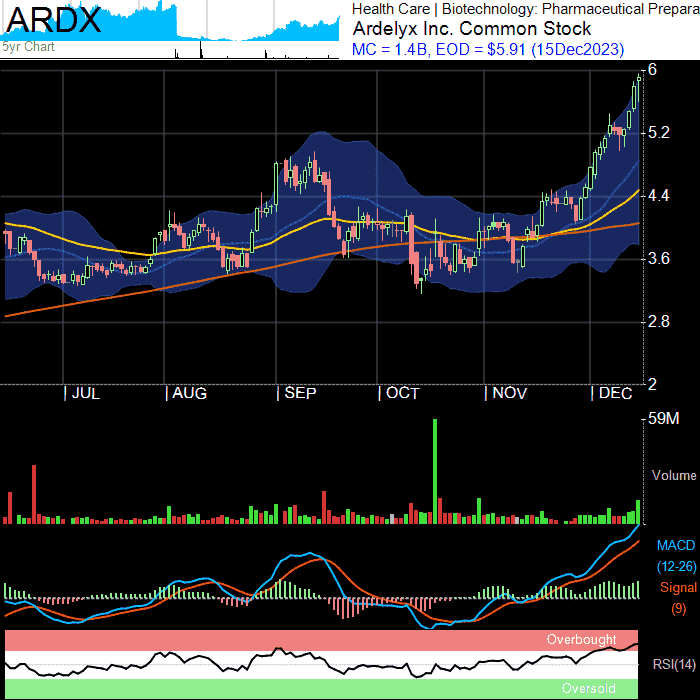 ARDX
5yr Chart
Health Care | Biotechnology: Pharmaceutical Prepara
Ardelyx Inc. Common Stock
MC = 1.4B, EOD = $5.91 (15Dec2023)
6
5.2
4.4
3.6
2.8
2
| JUL | AUG | SEP | OCT | NOV | DEC
59M
Volume
MACD
(12-26)
Signal
(9)
Overbought
RSI(14)
Oversold